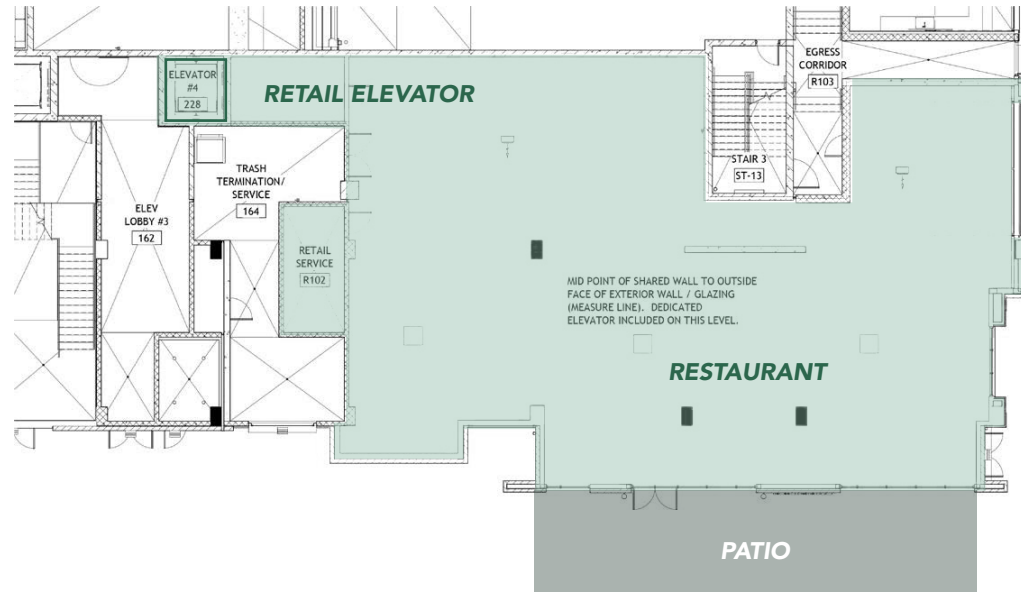 EGRESS
CORRIDOR
R103
ELEVATOR
#4
228
RETAIL ELEVATOR
STAIR 3
ST-13
TRASH
TERMINATION/
SERVICE
164
ELEV
LOBBY #3
162
RETAIL
SERVICE
R102
MID POINT OF SHARED WALL TO OUTSIDE
FACE OF EXTERIOR WALL / GLAZING
(MEASURE LINE). DEDICATED
ELEVATOR INCLUDED ON THIS LEVEL.
RESTAURANT
PATIO